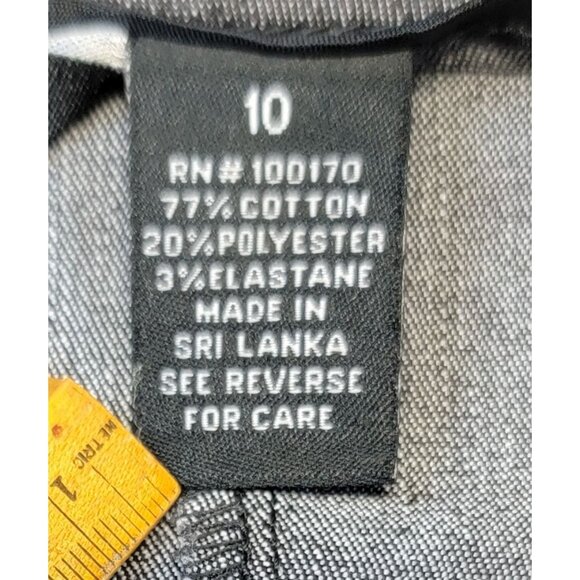 10
RN# 100170
77% COTTON
20% POLYESTER
3% ELASTANE
MADE IN
SRI LANKA
SEE REVERSE
FOR CARE
METRIC
1